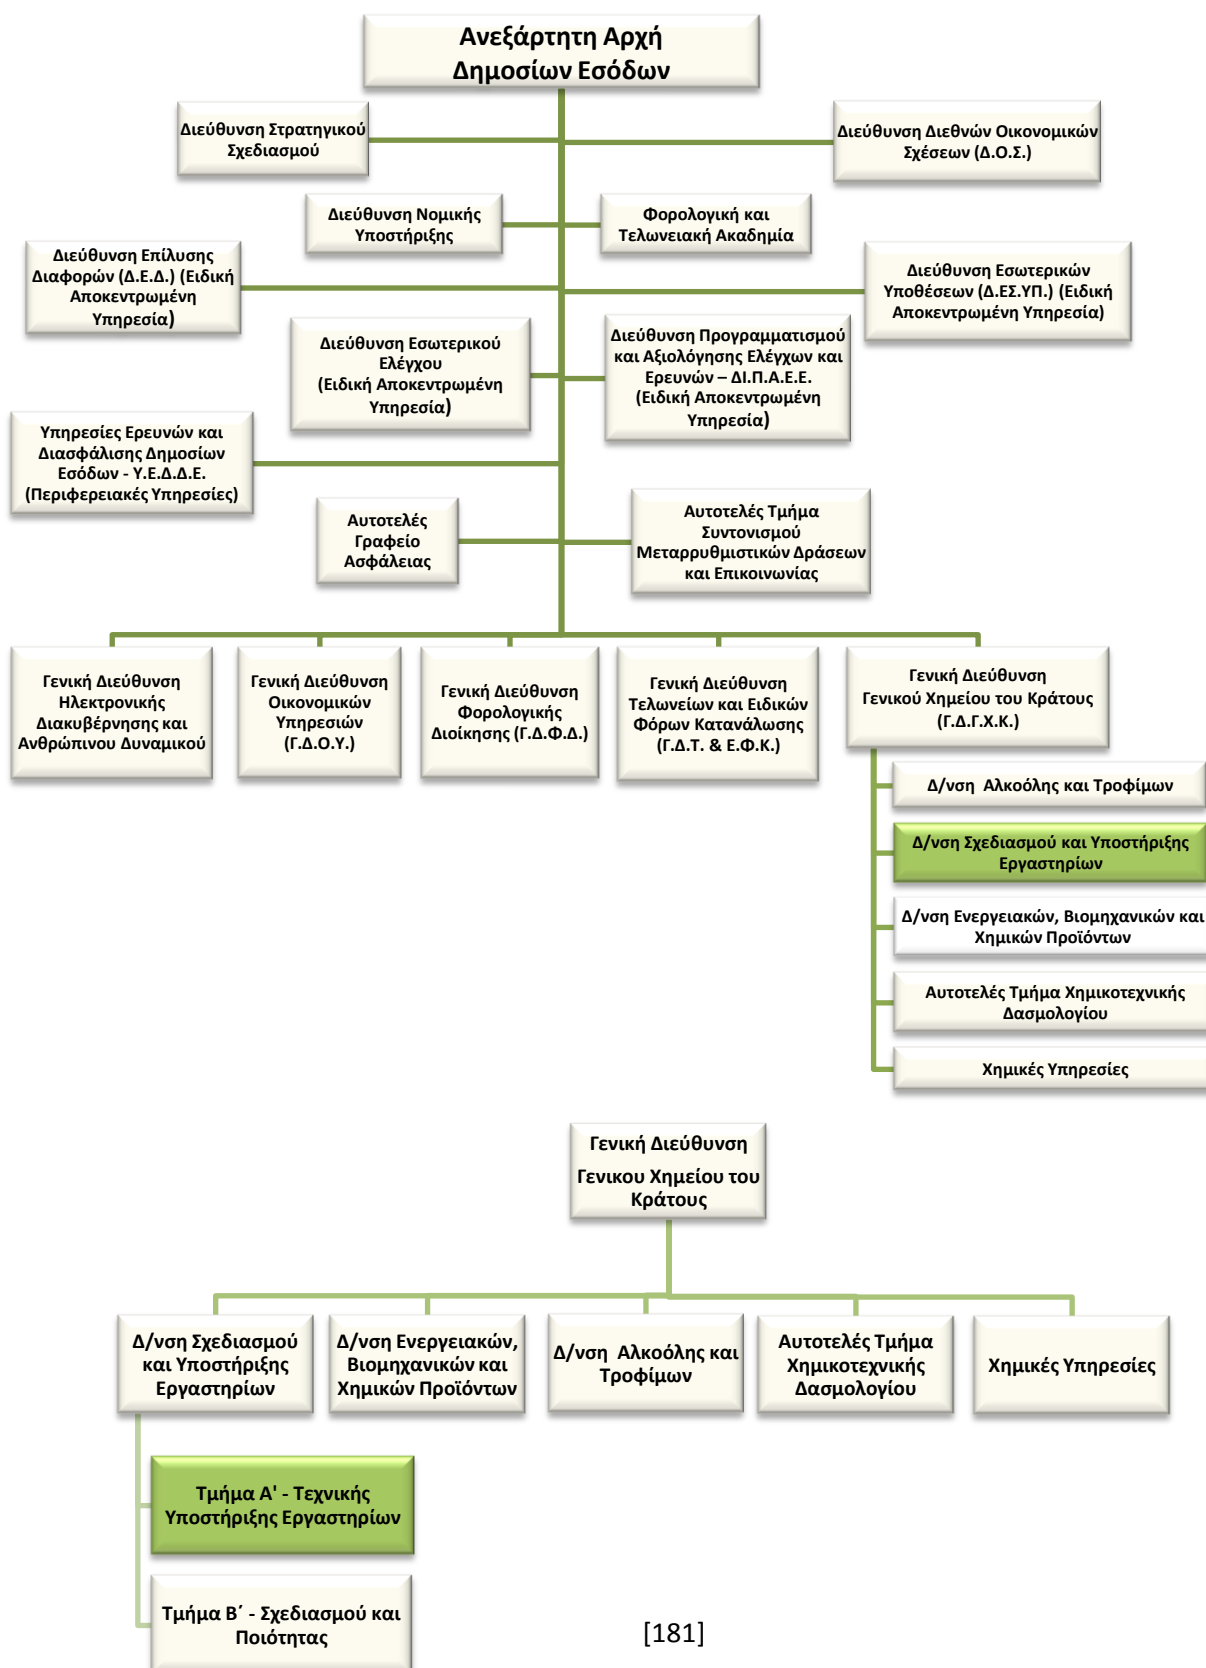 Ανεξάρτητη Αρχή
Δημοσίων Εσόδων
Διεύθυνση Στρατηγικού
Σχεδιασμού
Διεύθυνση Διεθνών Οικονομικών
Σχέσεων (Δ.Ο.Σ.)
Διεύθυνση Νομικής
Υποστήριξης
Φορολογική και
Τελωνειακή Ακαδημία
Διεύθυνση Επίλυσης
Διαφορών (Δ.Ε.Δ.) (Ειδική
Αποκεντρωμένη
Υπηρεσία)
Διεύθυνση Εσωτερικών
Υποθέσεων (Δ.ΕΣ.ΥΠ.) (Ειδική
Αποκεντρωμένη Υπηρεσία)
Διεύθυνση Εσωτερικού
Ελέγχου
(Ειδική Αποκεντρωμένη
Υπηρεσία)
Διεύθυνση Προγραμματισμού
και Αξιολόγησης Ελέγχων και
Ερευνών – ΔΙ.Π.Α.Ε.Ε.
(Ειδική Αποκεντρωμένη
Υπηρεσία)
Υπηρεσίες Ερευνών και
Διασφάλισης Δημοσίων
Εσόδων - Υ.Ε.Δ.Δ.Ε.
(Περιφερειακές Υπηρεσίες)
Αυτοτελές
Γραφείο
Ασφάλειας
Αυτοτελές Τμήμα
Συντονισμού
Μεταρρυθμιστικών Δράσεων
και Επικοινωνίας
Γενική Διεύθυνση
Ηλεκτρονικής
Διακυβέρνησης και
Ανθρώπινου Δυναμικού
Γενική Διεύθυνση
Οικονομικών
Υπηρεσιών
(Γ.Δ.Ο.Υ.)
Γενική Διεύθυνση
Φορολογικής
Διοίκησης (Γ.Δ.Φ.Δ.)
Γενική Διεύθυνση
Τελωνείων και Ειδικών
Φόρων Κατανάλωσης
(Γ.Δ.Τ. & Ε.Φ.Κ.)
Γενική Διεύθυνση
Γενικού Χημείου του Κράτους
(Γ.Δ.Γ.Χ.Κ.)
Δ/νση Αλκοόλης και Τροφίμων
Δ/νση Σχεδιασμού και Υποστήριξης
Εργαστηρίων
Δ/νση Ενεργειακών, Βιομηχανικών και
Χημικών Προϊόντων
Αυτοτελές Τμήμα Χημικοτεχνικής
Δασμολογίου
Χημικές Υπηρεσίες
Γενική Διεύθυνση
Γενικου Χημείου του
Κράτους
Δ/νση Σχεδιασμού
και Υποστήριξης
Εργαστηρίων
Δ/νση Ενεργειακών,
Βιομηχανικών και
Χημικών Προϊόντων
Δ/νση Αλκοόλης και
Τροφίμων
Αυτοτελές Τμήμα
Χημικοτεχνικής
Δασμολογίου
Χημικές Υπηρεσίες
Τμήμα Α' - Τεχνικής
Υποστήριξης Εργαστηρίων
Τμήμα Β΄ - Σχεδιασμού και
Ποιότητας
[181]